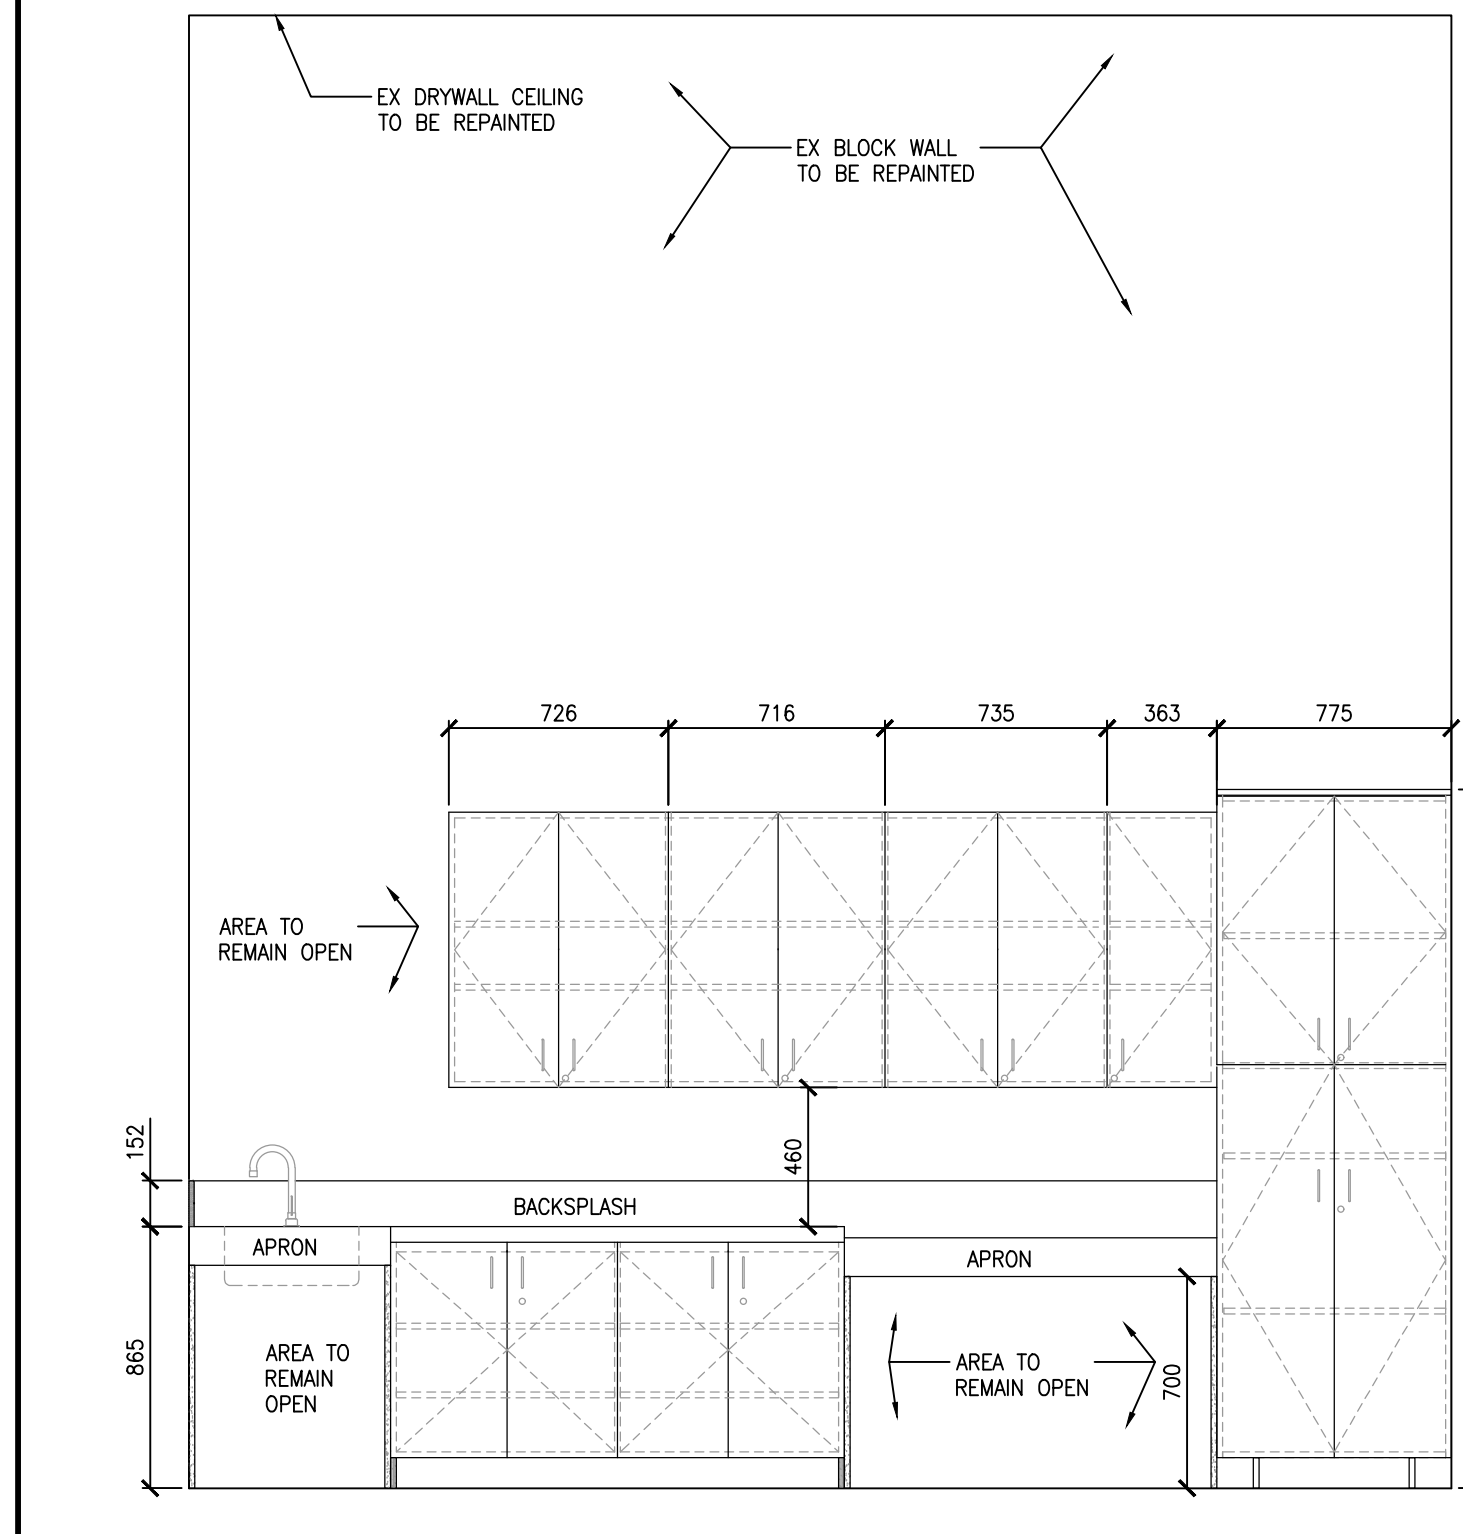 EX DRYWALL CEILING
TO BE REPAINTED
EX BLOCK WALL
TO BE REPAINTED
726
716
735
363
775
AREA TO
REMAIN OPEN
152
460
BACKSPLASH
APRON
APRON
865
AREA TO
REMAIN
OPEN
AREA TO
REMAIN OPEN
700